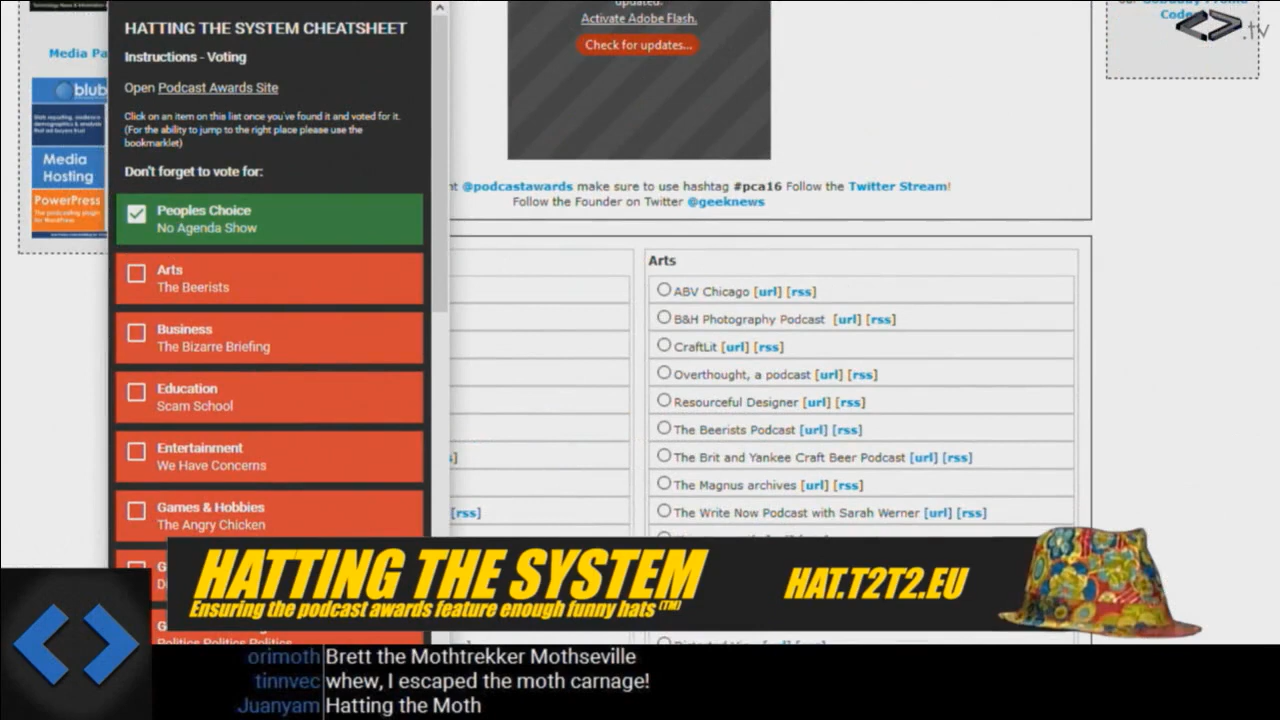 updated.
Activate Adobe Flash.
Check for updates...
.tv
Media Pa
blub
Media
Hosting
PowerPress
The podcasting plugin
for WordPress
HATTING THE SYSTEM CHEATSHEET
Instructions - Voting
Open Podcast Awards Site
Click on an item on this list once you've found it and voted for it.
(For the ability to jump to the right place please use the
bookmarklet)
Don't forget to vote for:
Peoples Choice
No Agenda Show
Arts
The Beerists
Business
The Bizarre Briefing
Education
Scam School
Entertainment
We Have Concerns
Games & Hobbies
The Angry Chicken
@podcastawards make sure to use hashtag #pca16 Follow the Twitter Stream!
Follow the Founder on Twitter @geeknews
[rss]
Arts
ABV Chicago [url] [rss]
B&H Photography Podcast [url] [rss]
CraftLit [url] [rss]
Overthought, a podcast [url] [rss]
Resourceful Designer [url] [rss]
The Beerists Podcast [url] [rss]
The Brit and Yankee Craft Beer Podcast [url] [rss]
The Magnus archives [url] [rss]
The Write Now Podcast with Sarah Werner [url] [rss]
HATTING THE SYSTEM
Ensuring the podcast awards feature enough funny hats (TM)
HAT.T2T2.EU
Politics Politics Politics
orimoth Brett the Mothtrekker Mothseville
tinnvec whew, I escaped the moth carnage!
Juanyam Hatting the Moth